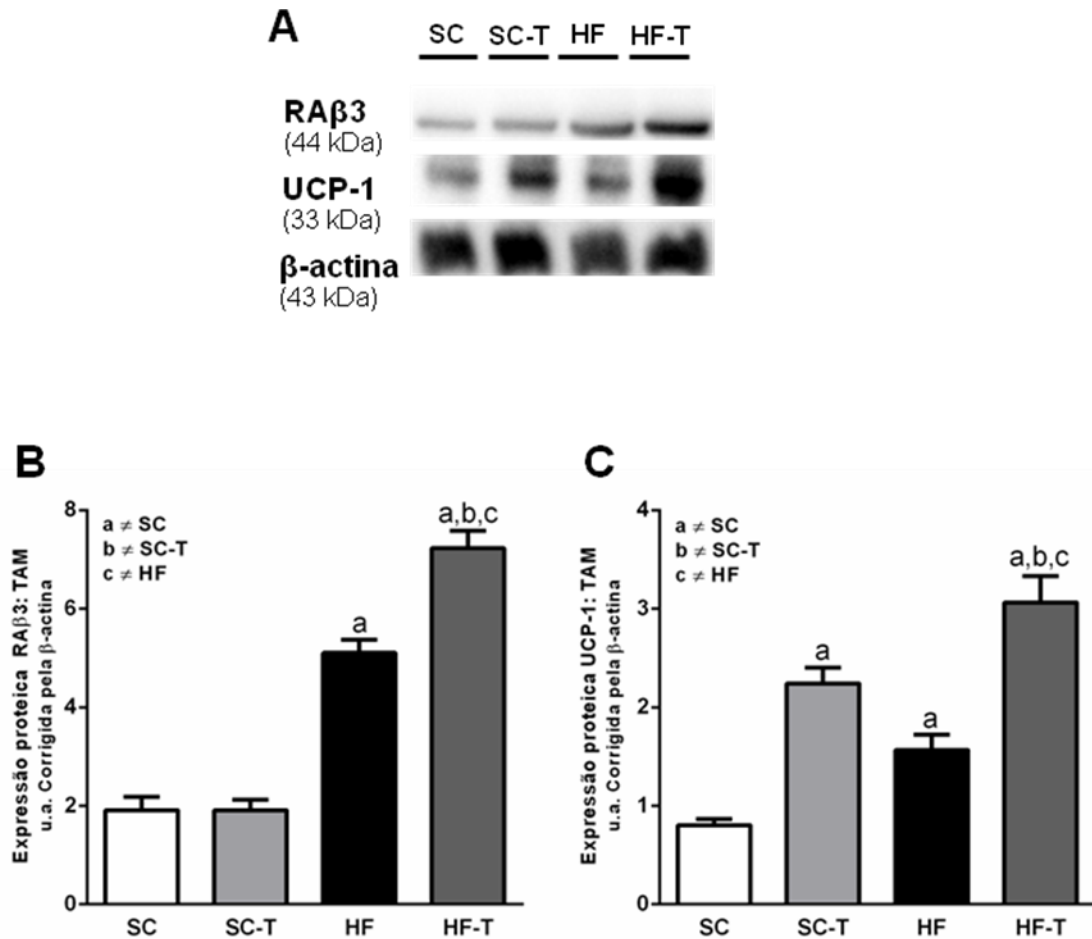 A
SC SC-T HF HF-T
RAβ3
(44 kDa)
UCP-1
(33 kDa)
β-actina
(43 kDa)
B
Expressão proteica RAβ3: TAM
u.a. Corrigida pela β-actina
8
6
4
2
0
a ≠ SC
b ≠ SC-T
c ≠ HF
a
a,b,c
SC SC-T HF HF-T
C
Expressão proteica UCP-1: TAM
u.a. Corrigida pela β-actina
4
3
2
1
0
a ≠ SC
b ≠ SC-T
c ≠ HF
a
a
a,b,c
SC SC-T HF HF-T